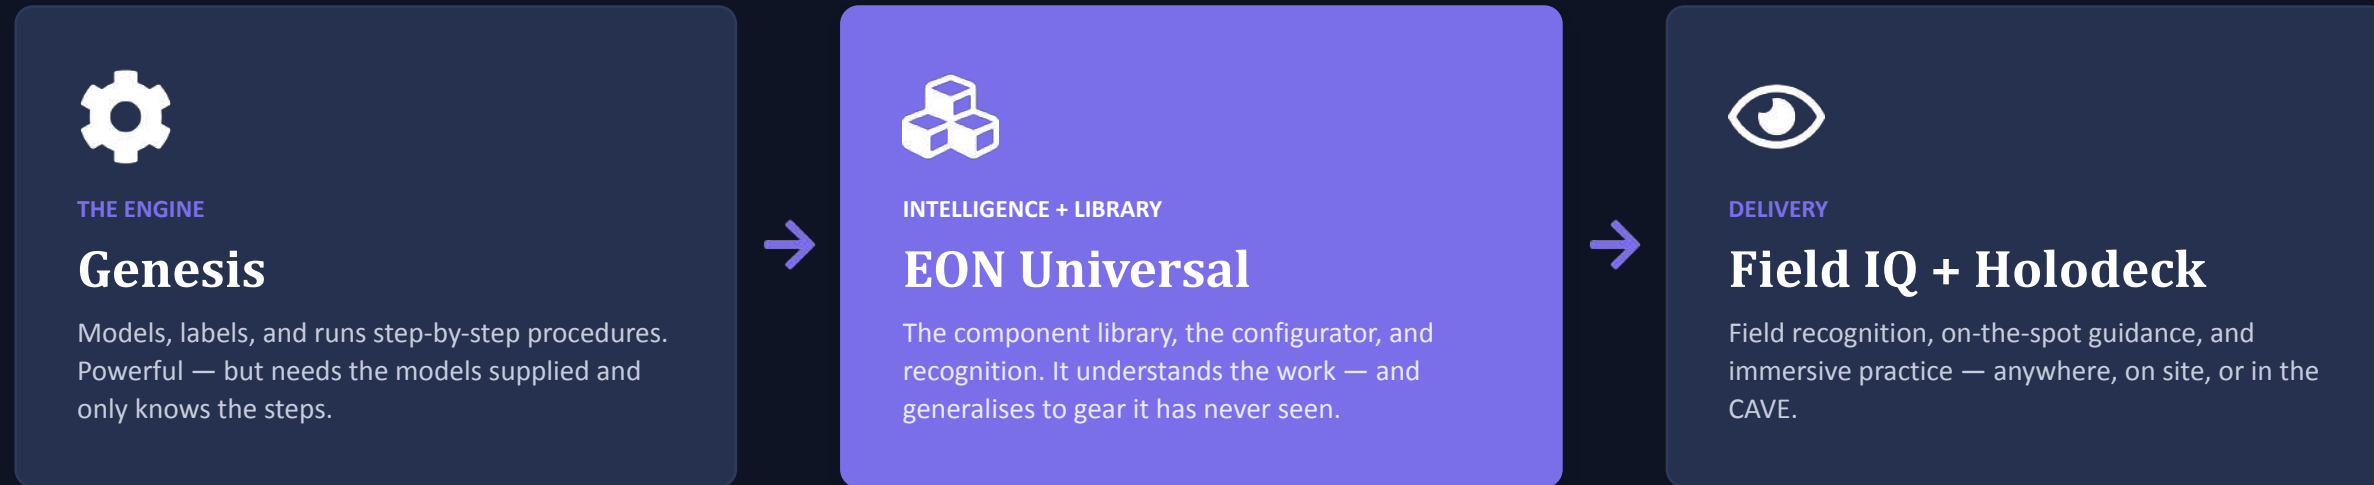 THE ENGINE
Genesis
Models, labels, and runs step-by-step procedures.
Powerful — but needs the models supplied and
only knows the steps.
INTELLIGENCE + LIBRARY
EON Universal
The component library, the configurator, and
recognition. It understands the work — and
generalises to gear it has never seen.
DELIVERY
Field IQ + Holodeck
Field recognition, on-the-spot guidance, and
immersive practice — anywhere, on site, or in the
CAVE.